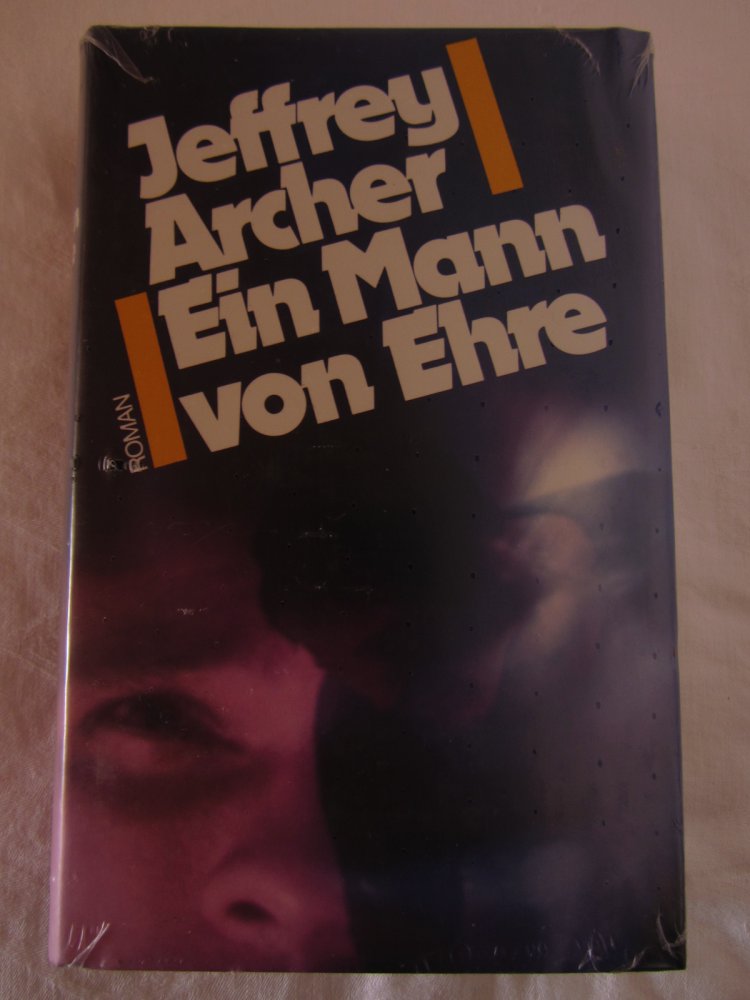 Jeffrey
Archer
Ein Mann
von Ehre
ROMAN